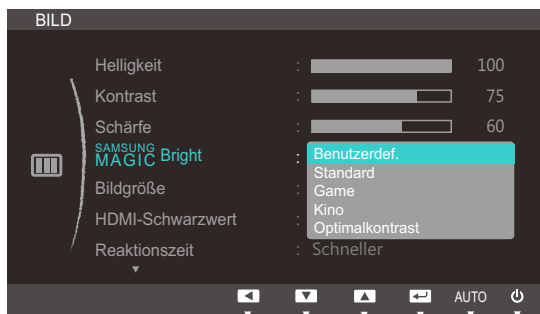 BILD
Helligkeit : 100
Kontrast : 75
Schärfe : 60
SAMSUNG MAGIC Bright : Benutzerdef.
Standard
Bildgröße : Game
Kino
HDMI-Schwarzwert : Optimalkontrast
Reaktionszeit : Schneller
AUTO